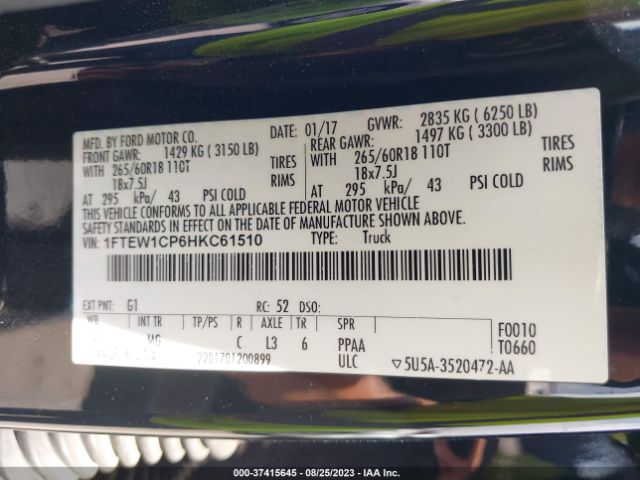 MFD. BY FORD MOTOR CO.
DATE: 01/17 GVWR: 2835 KG ( 6250 LB)
FRONT GAWR: 1429 KG ( 3150 LB)
REAR GAWR: 1497 KG ( 3300 LB)
WITH 265/60R18 110T TIRES
WITH 265/60R18 110T TIRES
18x7.5J RIMS
18x7.5J RIMS
AT 295 kPa/ 43 PSI COLD
AT 295 kPa/ 43 PSI COLD
THIS VEHICLE CONFORMS TO ALL APPLICABLE FEDERAL MOTOR VEHICLE
SAFETY STANDARDS IN EFFECT ON THE DATE OF MANUFACTURE SHOWN ABOVE.
VIN: 1FTEW1CP6HKC61510 TYPE: Truck
EXT PNT: G1 RC: 52 DSO:
WB INT TR TP/PS R AXLE TR SPR F0010
MG C L3 6 PPAA T0660
2201701200899 ULC ▽5U5A-3520472-AA
000-37415645 - 08/25/2023 - IAA Inc.